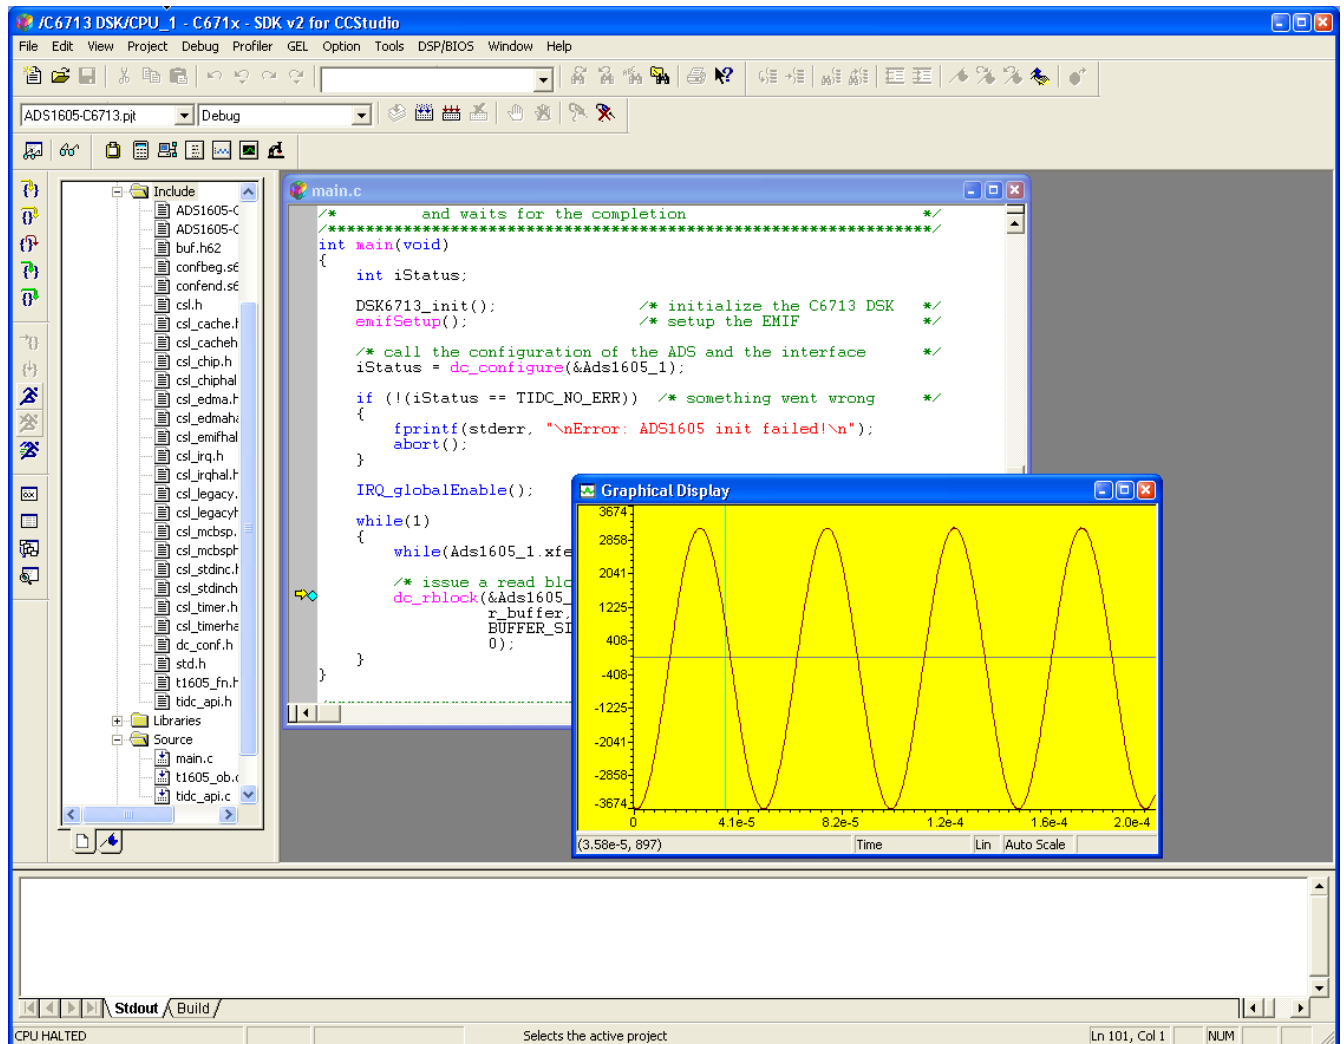 /C6713 DSK/CPU_1 - C671x - SDK v2 for CCStudio
File Edit View Project Debug Profiler GEL Option Tools DSP/BIOS Window Help
ADS1605-C6713.pjt Debug
Include
ADS1605-C
ADS1605-C
buf.h62
confbeg.s6
confend.s6
csl.h
csl_cache.h
csl_cacheh
csl_chip.h
csl_chiphal
csl_edma.h
csl_edmaha
csl_emifhal
csl_irq.h
csl_irqhal.h
csl_legacy.
csl_legacyh
csl_mcbsp.
csl_mcbsph
csl_stdinc.h
csl_stdinch
csl_timer.h
csl_timerha
dc_conf.h
std.h
t1605_fn.h
tidc_api.h
Libraries
Source
main.c
t1605_ob.c
tidc_api.c
main.c
/* and waits for the completion */
/****************************************************************/
int main(void)
{
int iStatus;
DSK6713_init(); /* initialize the C6713 DSK */
emifSetup(); /* setup the EMIF */
/* call the configuration of the ADS and the interface */
iStatus = dc_configure(&Ads1605_1);
if (!(iStatus == TIDC_NO_ERR)) /* something went wrong */
{
fprintf(stderr, "\nError: ADS1605 init failed!\n");
abort();
}
IRQ_globalEnable();
while(1)
{
while(Ads1605_1.xfe
/* issue a read blo
dc_rblock(&Ads1605_
r_buffer,
BUFFER_SI
0);
}
}
Graphical Display
3674
2858
2041
1225
408
-408
-1225
-2041
-2858
-3674
0 4.1e-5 8.2e-5 1.2e-4 1.6e-4 2.0e-4
(3.58e-5, 897) Time Lin Auto Scale
Stdout Build
CPU HALTED Selects the active project Ln 101, Col 1 NUM